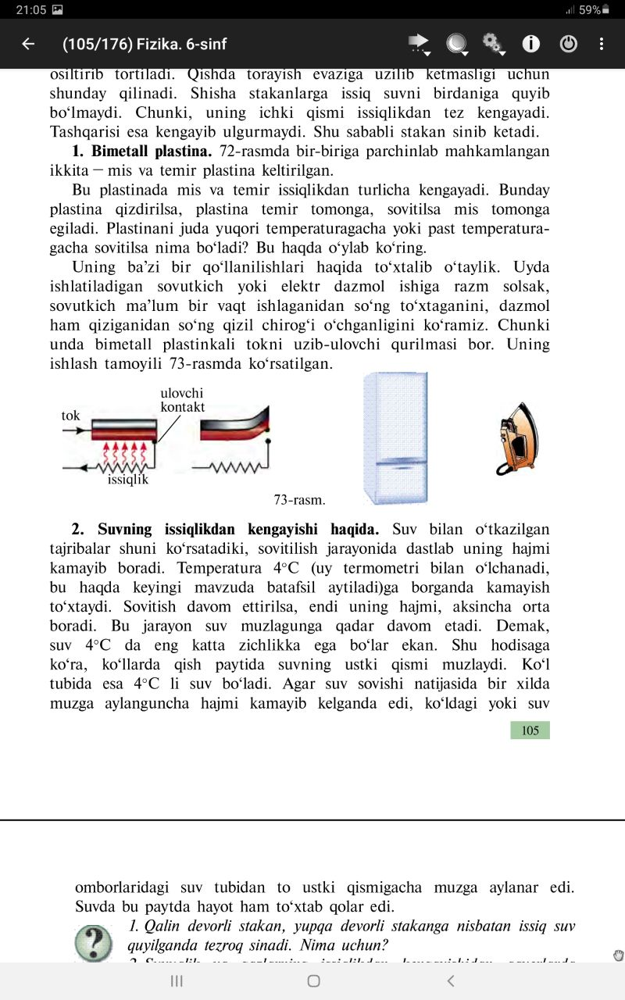 21:05
59%
(105/176) Fizika. 6-sinf
osiltirib tortiladi. Qishda torayish evaziga uzilib ketmasligi uchun
shunday qilinadi. Shisha stakanlarga issiq suvni birdaniga quyib
bo‘lmaydi. Chunki, uning ichki qismi issiqlikdan tez kengayadi.
Tashqarisi esa kengayib ulgurmaydi. Shu sababli stakan sinib ketadi.
1. Bimetall plastina. 72-rasmda bir-biriga parchinlab mahkamlangan
ikkita — mis va temir plastina keltirilgan.
Bu plastinada mis va temir issiqlikdan turlicha kengayadi. Bunday
plastina qizdirilsa, plastina temir tomonga, sovitilsa mis tomonga
egiladi. Plastinani juda yuqori temperaturagacha yoki past temperatura-
gacha sovitilsa nima bo‘ladi? Bu haqda o‘ylab ko‘ring.
Uning ba’zi bir qo‘llanilishlari haqida to‘xtalib o‘taylik. Uyda
ishlatiladigan sovutkich yoki elektr dazmol ishiga razm solsak,
sovutkich ma’lum bir vaqt ishlaganidan so‘ng to‘xtaganini, dazmol
ham qiziganidan so‘ng qizil chirog‘i o‘chganligini ko‘ramiz. Chunki
unda bimetall plastinkali tokni uzib-ulovchi qurilmasi bor. Uning
ishlash tamoyili 73-rasmda ko‘rsatilgan.
ulovchi
kontakt
tok
issiqlik
73-rasm.
2. Suvning issiqlikdan kengayishi haqida. Suv bilan o‘tkazilgan
tajribalar shuni ko‘rsatadiki, sovitilish jarayonida dastlab uning hajmi
kamayib boradi. Temperatura 4°C (uy termometri bilan o‘lchanadi,
bu haqda keyingi mavzuda batafsil aytiladi)ga borganda kamayish
to‘xtaydi. Sovitish davom ettirilsa, endi uning hajmi, aksincha orta
boradi. Bu jarayon suv muzlagunga qadar davom etadi. Demak,
suv 4°C da eng katta zichlikka ega bo‘lar ekan. Shu hodisaga
ko‘ra, ko‘llarda qish paytida suvning ustki qismi muzlaydi. Ko‘l
tubida esa 4°C li suv bo‘ladi. Agar suv sovishi natijasida bir xilda
muzga aylanguncha hajmi kamayib kelganda edi, ko‘ldagi yoki suv
105
omborlaridagi suv tubidan to ustki qismigacha muzga aylanar edi.
Suvda bu paytda hayot ham to‘xtab qolar edi.
?
1. Qalin devorli stakan, yupqa devorli stakanga nisbatan issiq suv
quyilganda tezroq sinadi. Nima uchun?